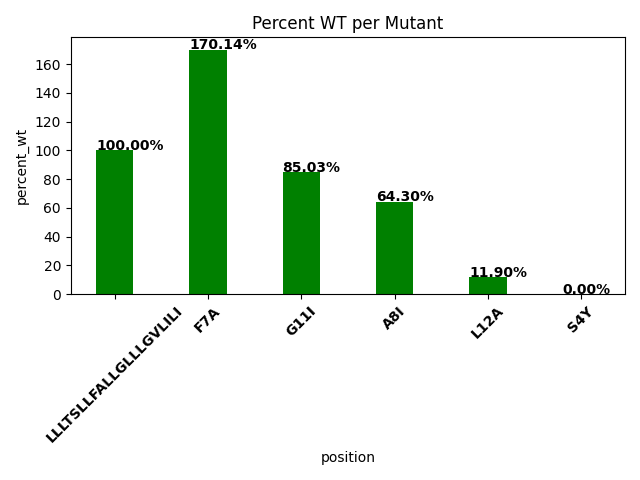 Percent WT per Mutant
percent_wt
160
140
120
100
80
60
40
20
0
100.00%
170.14%
85.03%
64.30%
11.90%
0.00%
LLLTSLLFALLGLLLGVLILI
F7A
G11I
A8I
L12A
S4Y
position